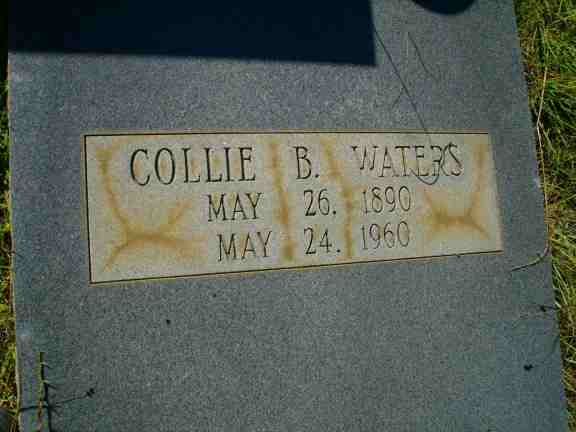 COLLIE B. WATERS
MAY 26. 1890
MAY 24. 1960